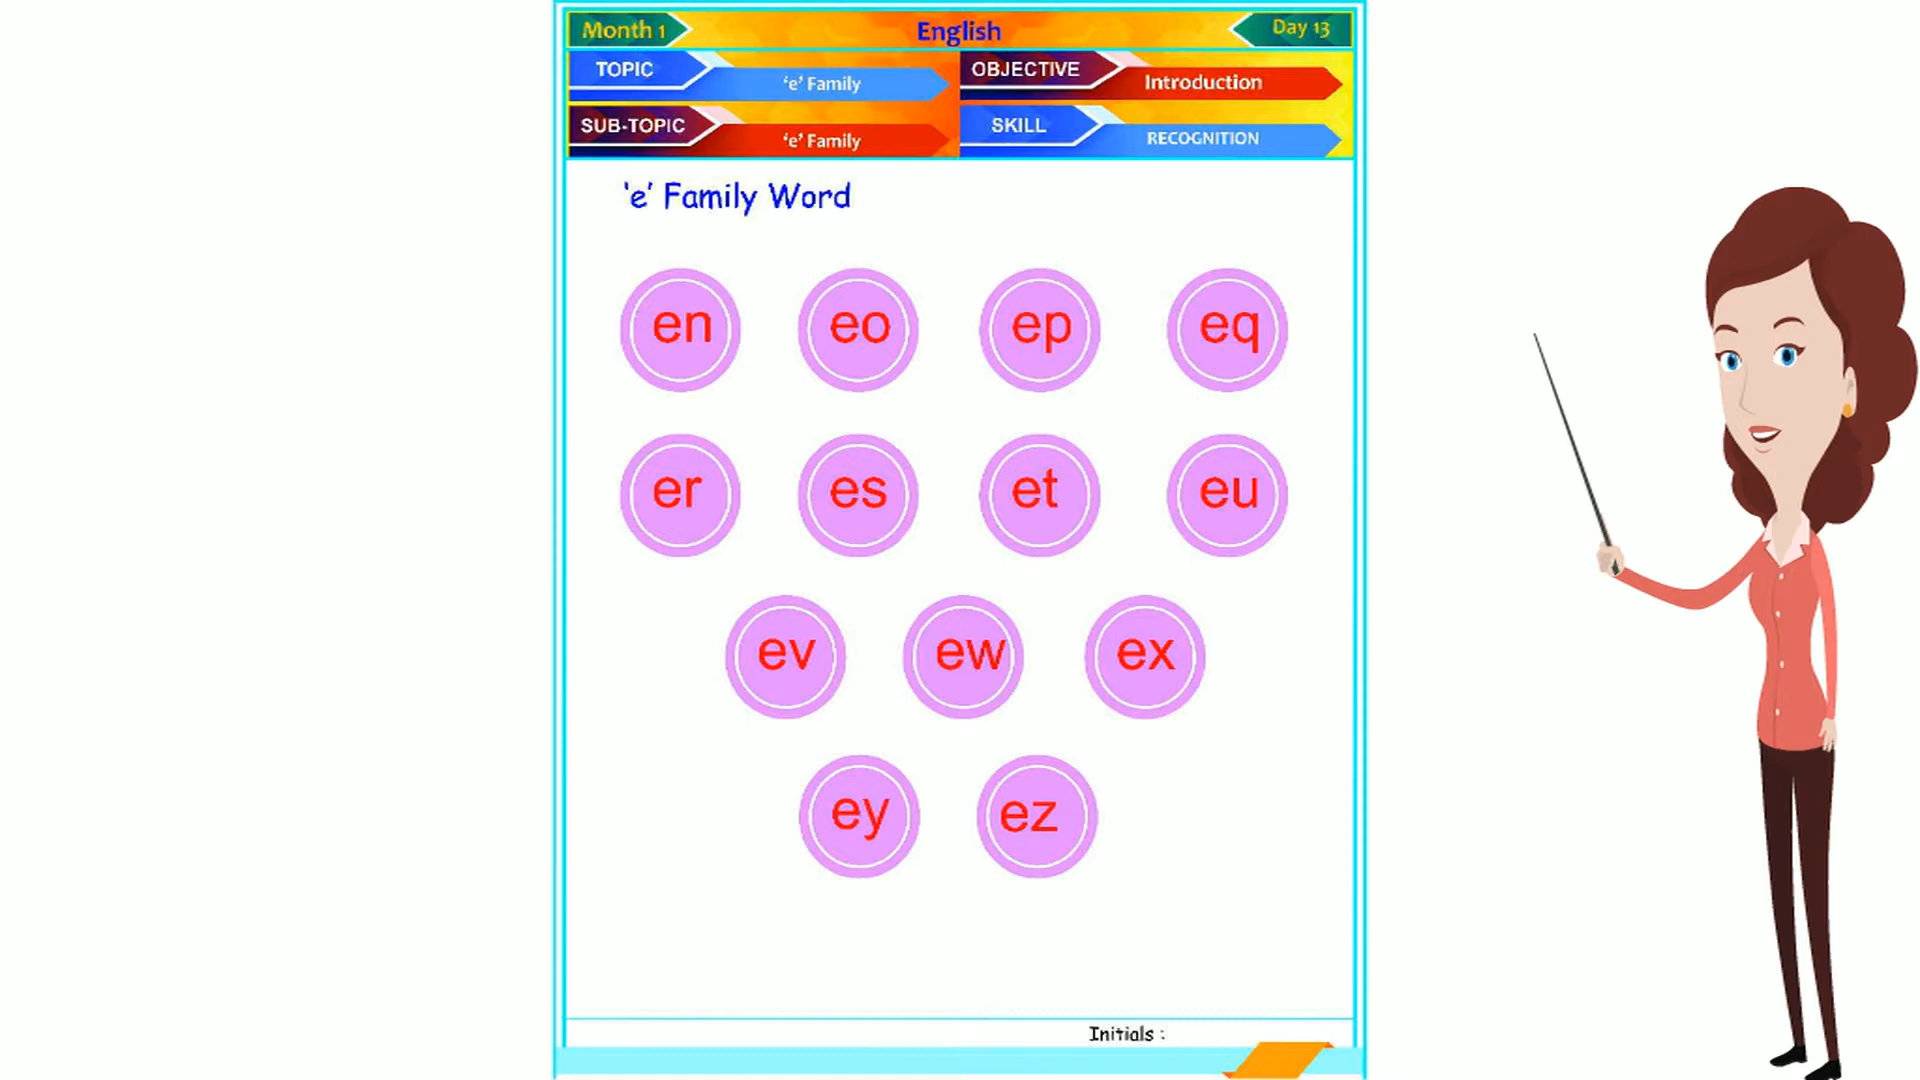 Month 1 English Day 13
TOPIC 'e' Family OBJECTIVE Introduction
SUB-TOPIC 'e' Family SKILL RECOGNITION
'e' Family Word
en eo ep eq
er es et eu
ev ew ex
ey ez
Initials :